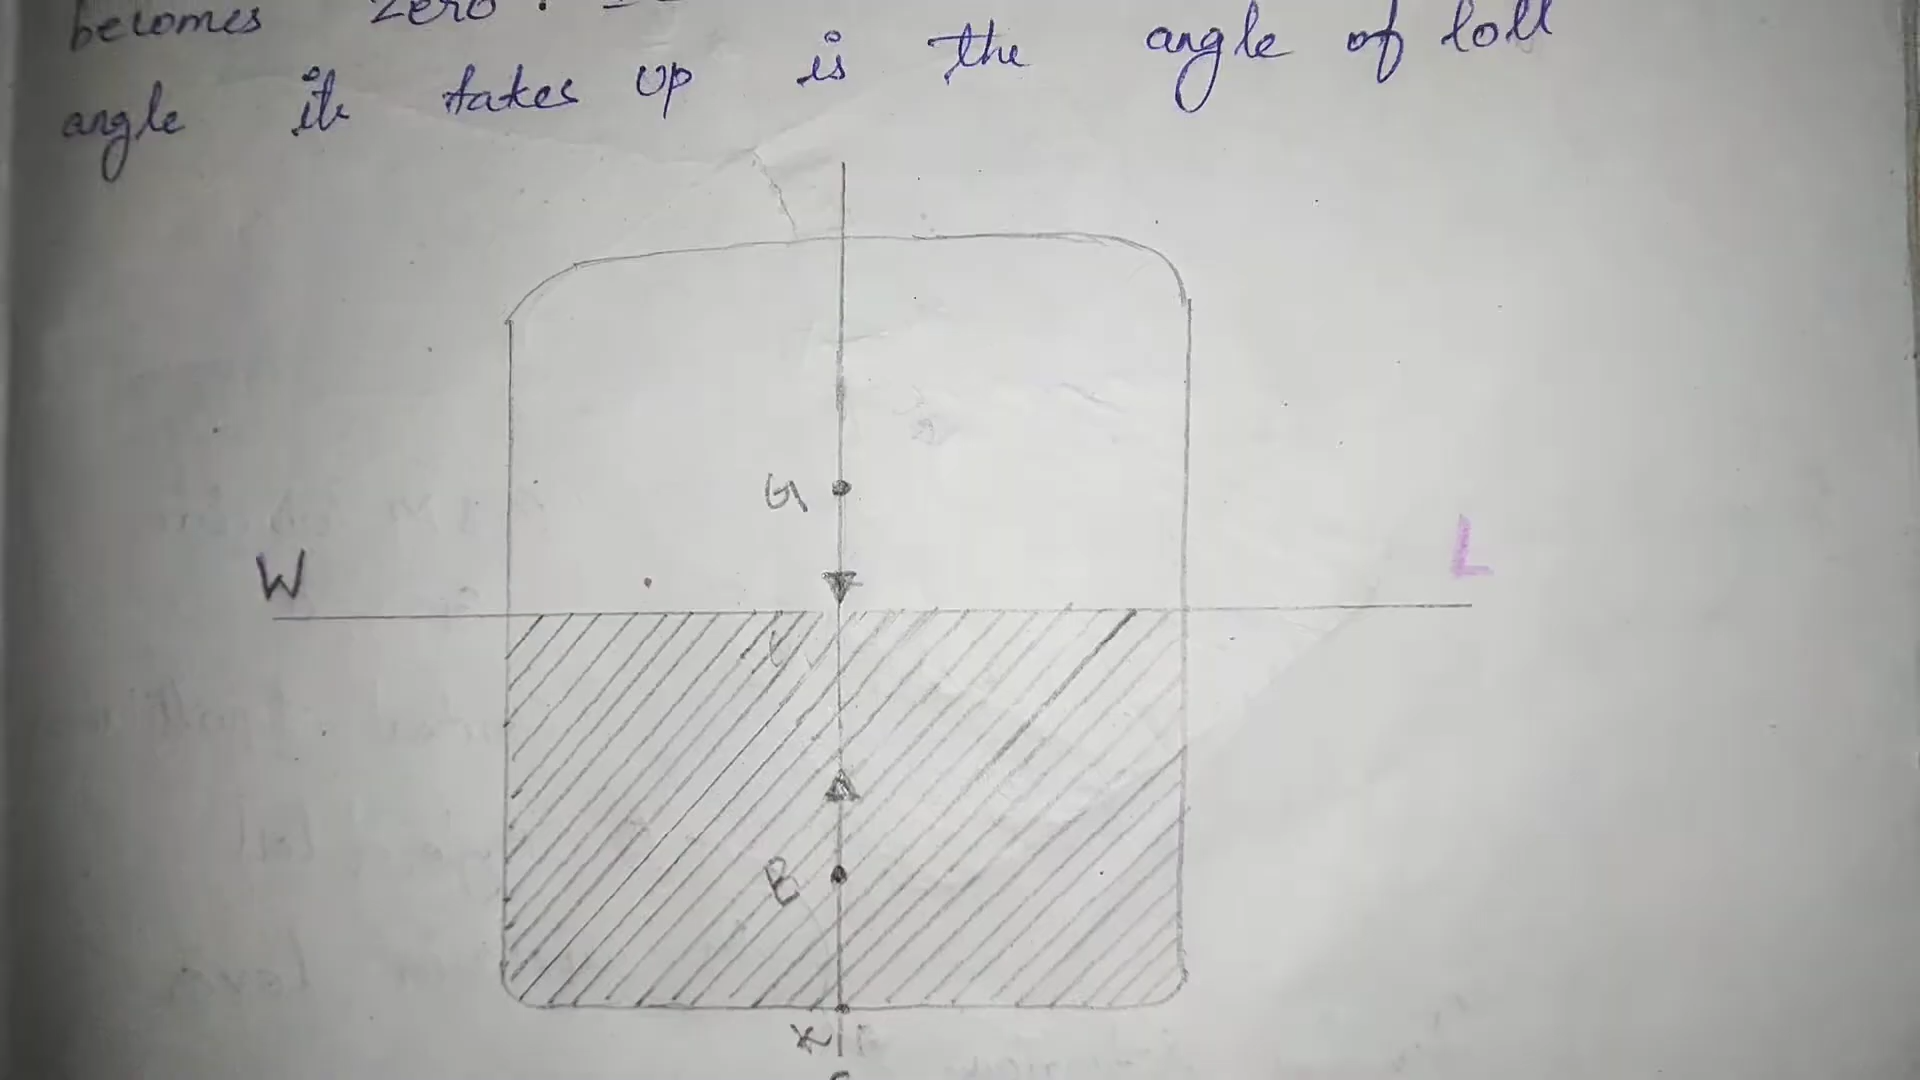 becomes zero.
angle it takes up is the angle of loll
G
W
L
B
K